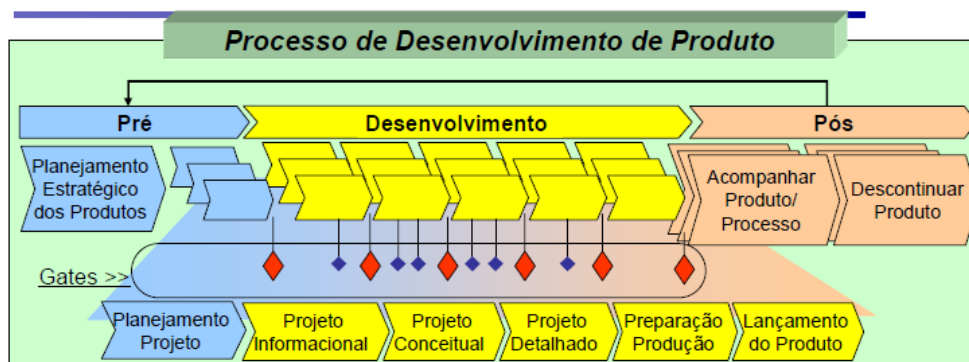 Processo de Desenvolvimento de Produto
Pré
Desenvolvimento
Pós
Planejamento
Estratégico
dos Produtos
Acompanhar
Produto/
Processo
Descontinuar
Produto
Gates >>
Planejamento
Projeto
Projeto
Informacional
Projeto
Conceitual
Projeto
Detalhado
Preparação
Produção
Lançamento
do Produto